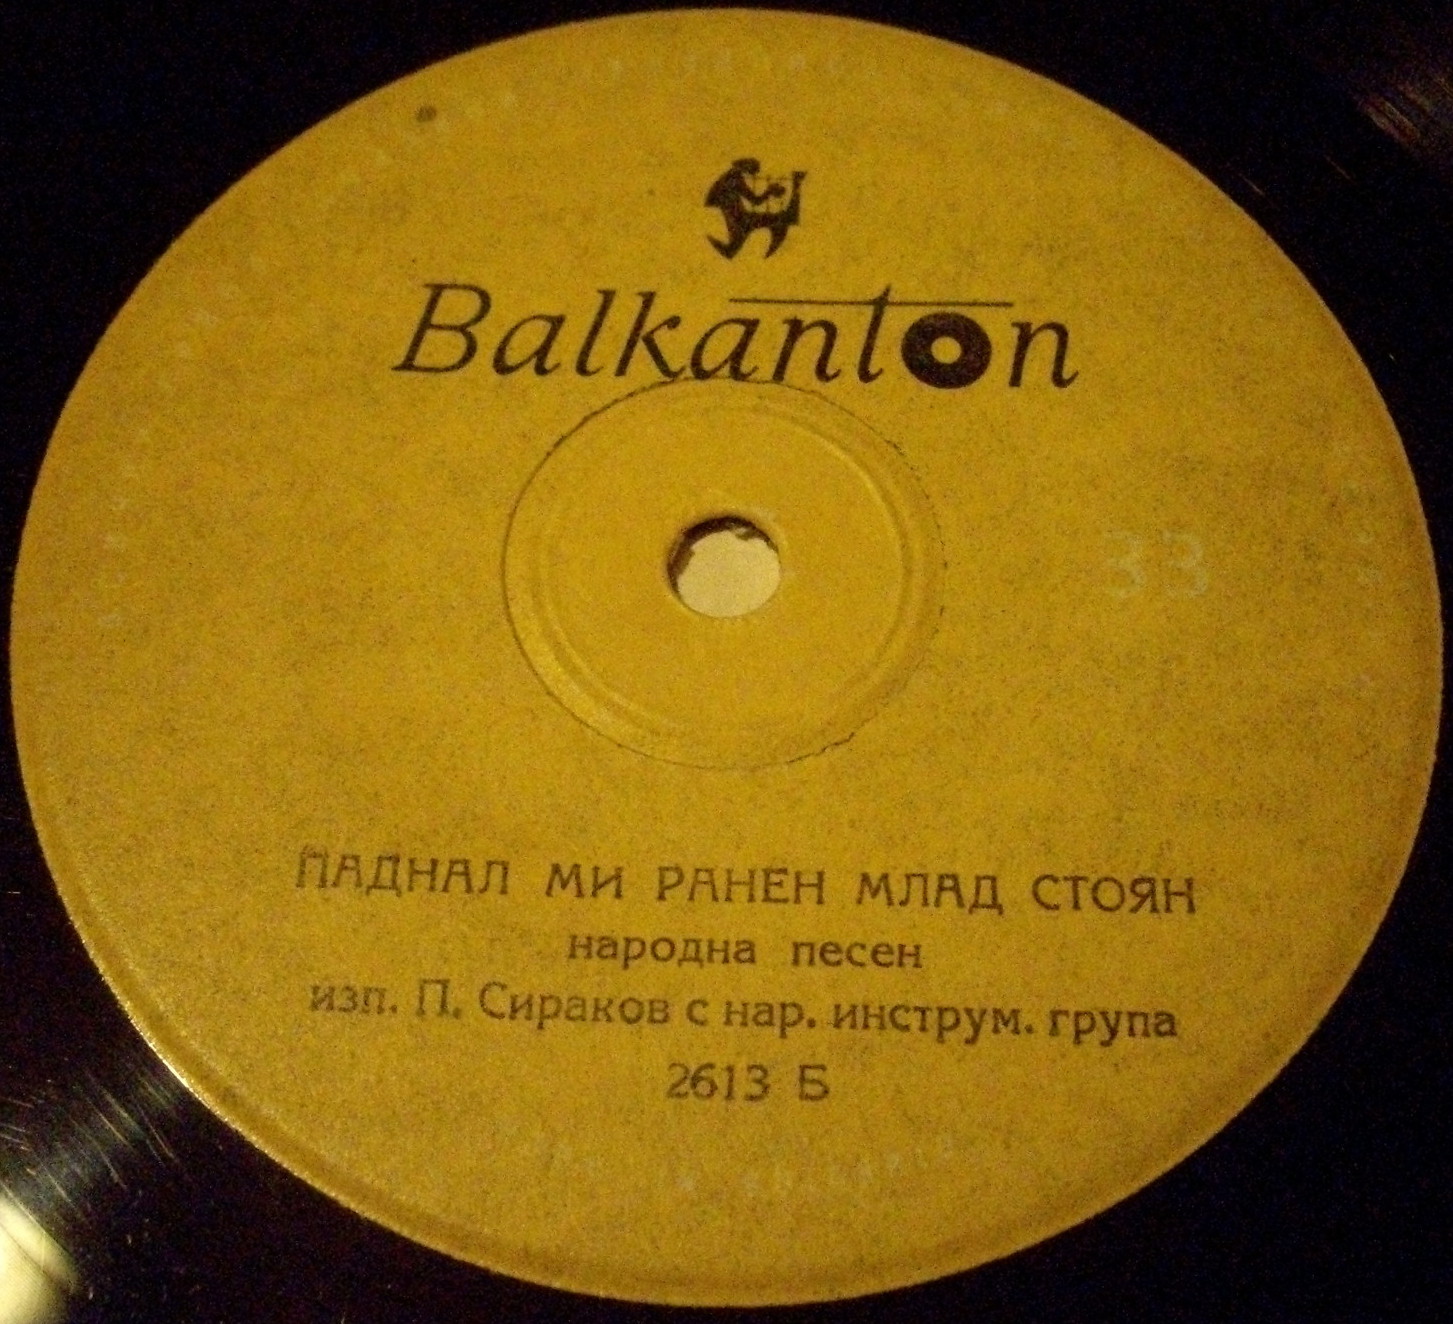 Balkanton
33
ПАДНАЛ МИ РАНЕН МЛАД СТОЯН
народна песен
изп. П. Сираков с нар. инструм. група
2613 Б